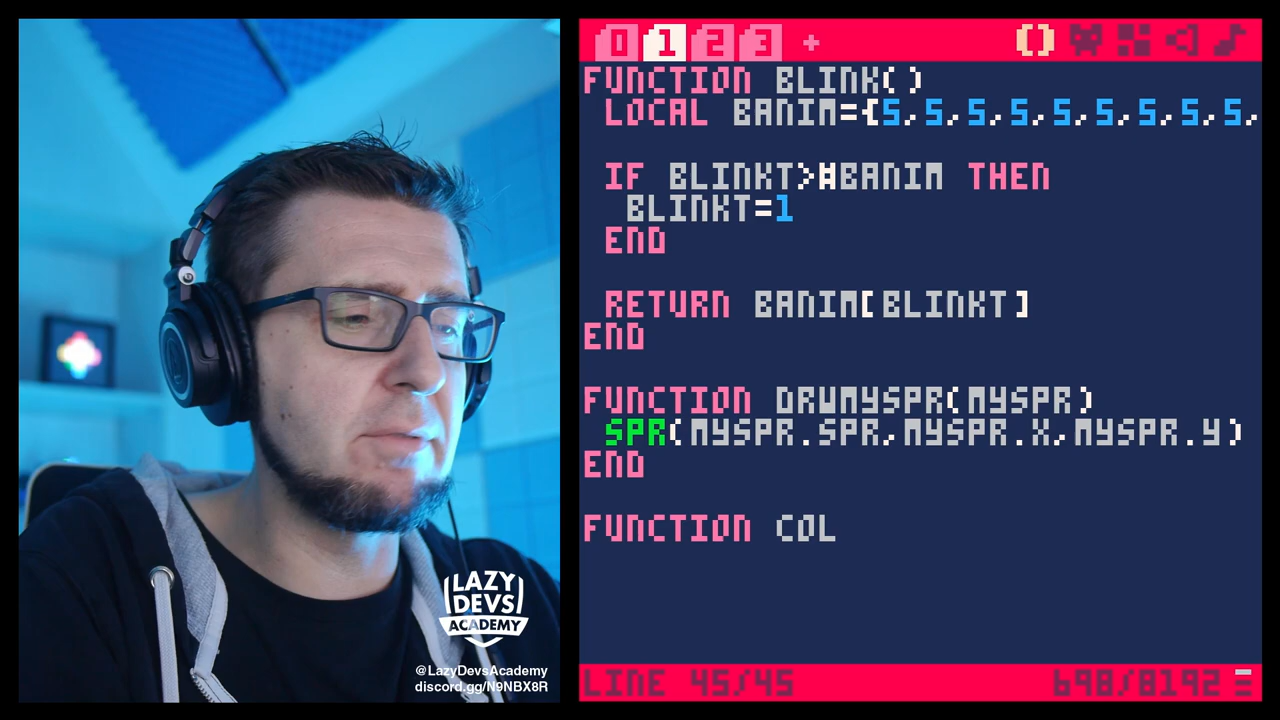 LAZY
DEVS
ACADEMY
@LazyDevsAcademy
discord.gg/N9NBX8R
0 1 2 3 + ()
FUNCTION BLINK()
LOCAL BANIM={5,5,5,5,5,5,5,5,5,
IF BLINKT>#BANIM THEN
BLINKT=1
END
RETURN BANIM[BLINKT]
END
FUNCTION DRWMYSPR(MYSPR)
SPR(MYSPR.SPR,MYSPR.X,MYSPR.Y)
END
FUNCTION COL
LINE 45/45 698/8192